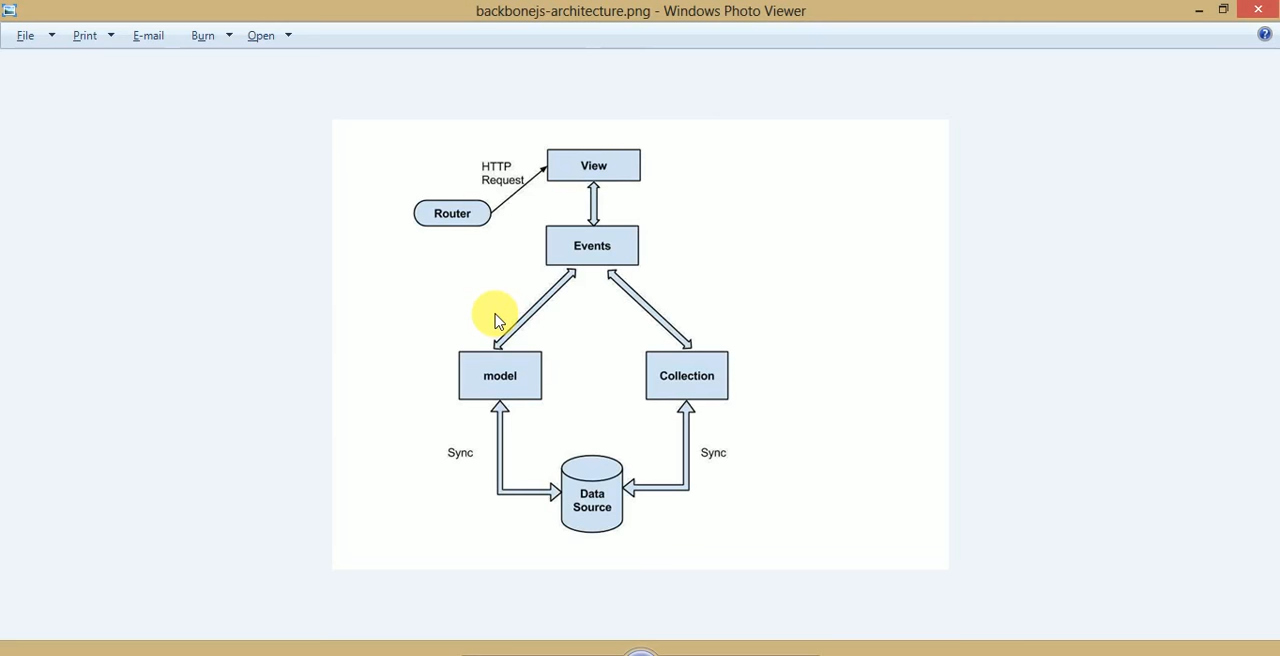 backbonejs-architecture.png - Windows Photo Viewer
File Print E-mail Burn Open
HTTP
Request
View
Router
Events
model
Collection
Sync
Sync
Data
Source